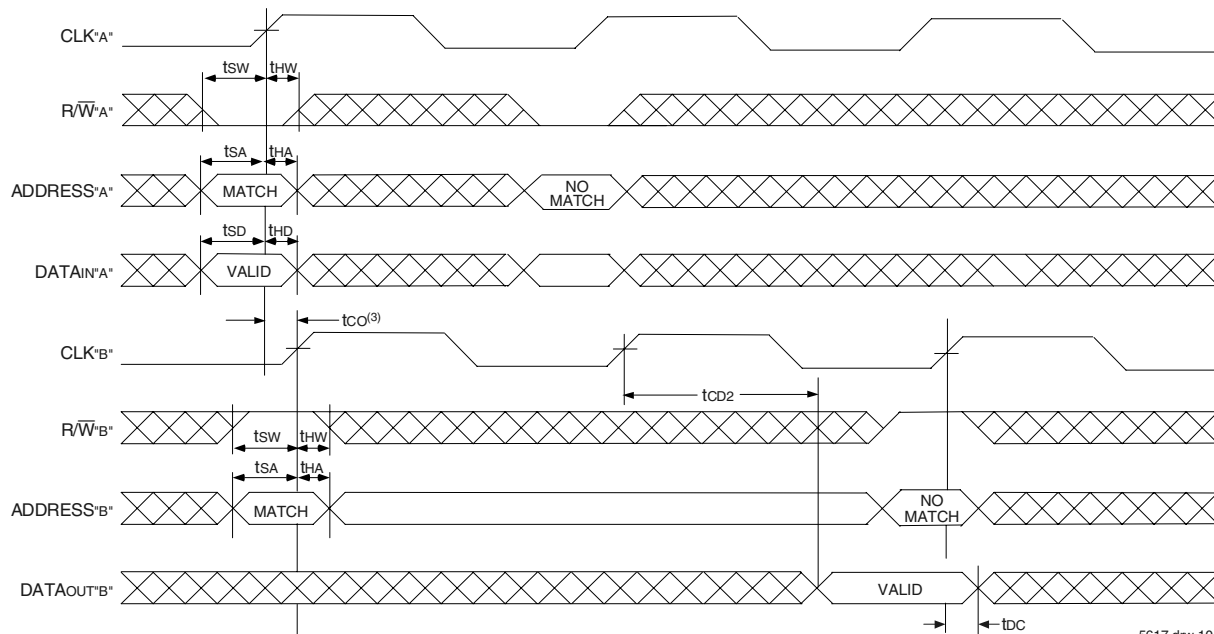 CLK"A"
tSW tHW
R/W"A"
tSA tHA
ADDRESS"A" MATCH NO MATCH
tSD tHD
DATAIN"A" VALID
tCO(3)
CLK"B"
tCD2
R/W"B"
tSW tHW
tSA tHA
ADDRESS"B" MATCH NO MATCH
DATAOUT"B" VALID
tDC